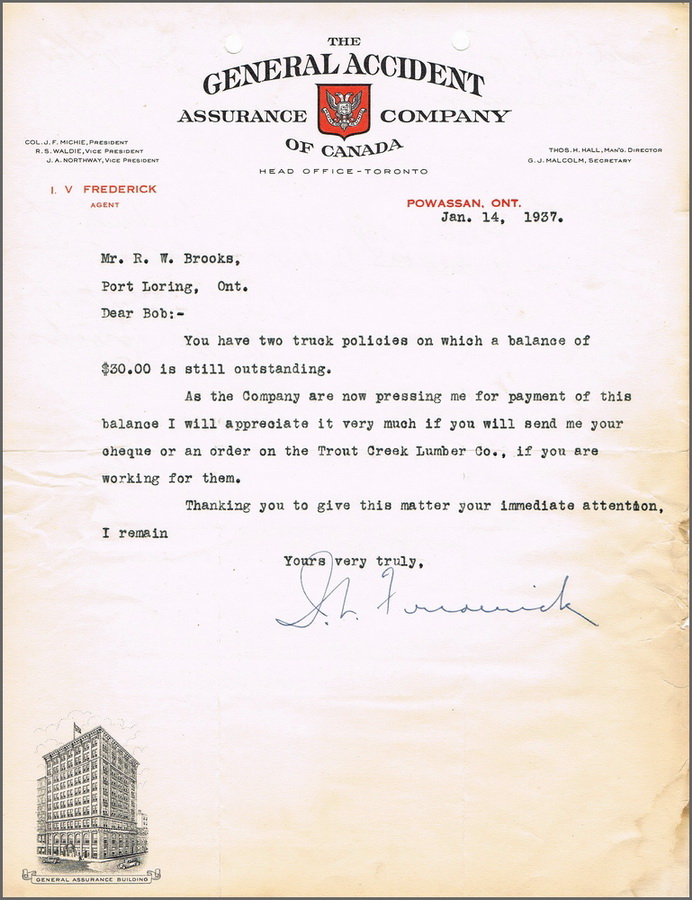 THE
GENERAL ACCIDENT
ASSURANCE COMPANY
OF CANADA
HEAD OFFICE-TORONTO
COL. J. F. MICHIE, PRESIDENT
R. S. WALDIE, VICE PRESIDENT
J. A. NORTHWAY, VICE PRESIDENT
THOS. H. HALL, MAN'G. DIRECTOR
G. J. MALCOLM, SECRETARY
I. V FREDERICK
AGENT
POWASSAN, ONT.
Jan. 14, 1937.
Mr. R. W. Brooks,
Port Loring, Ont.
Dear Bob:-
You have two truck policies on which a balance of
$30.00 is still outstanding.
As the Company are now pressing me for payment of this
balance I will appreciate it very much if you will send me your
cheque or an order on the Trout Creek Lumber Co., if you are
working for them.
Thanking you to give this matter your immediate attention,
I remain
Yours very truly,
Frederick
GENERAL ASSURANCE BUILDING